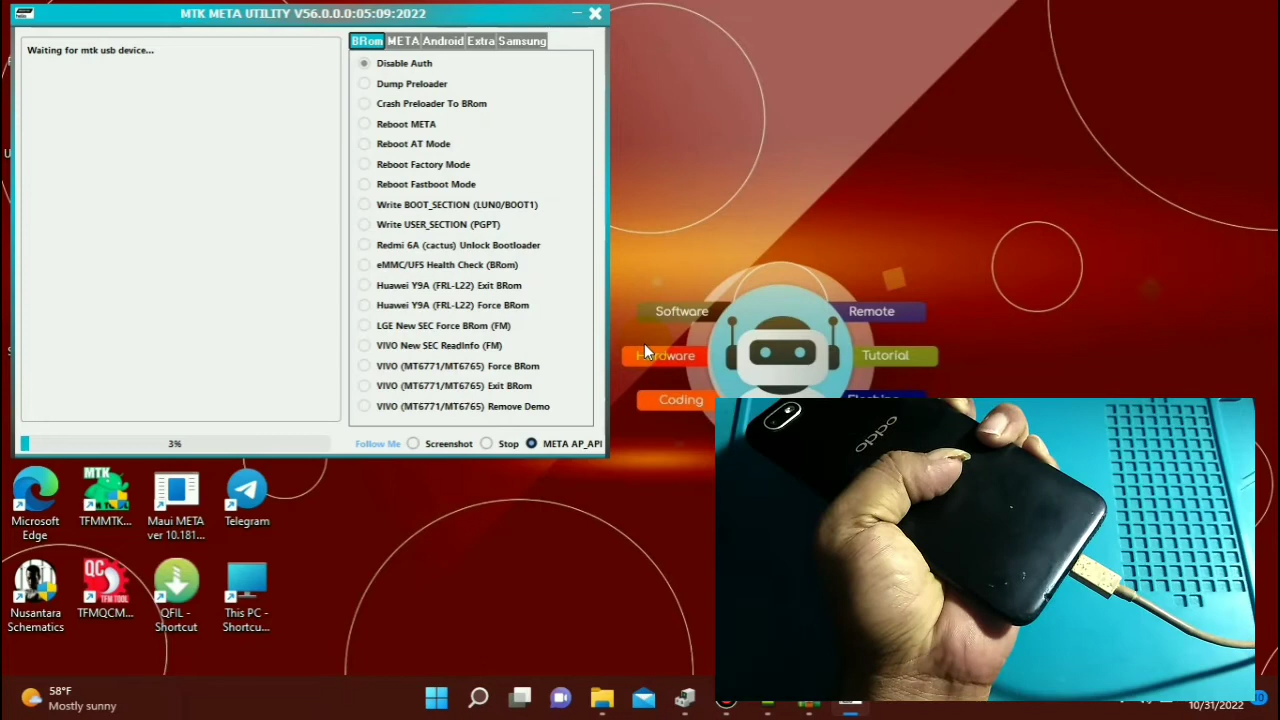 MTK META UTILITY V56.0.0.0:05:09:2022
Waiting for mtk usb device...
BRom META Android Extra Samsung
Disable Auth
Dump Preloader
Crash Preloader To BRom
Reboot META
Reboot AT Mode
Reboot Factory Mode
Reboot Fastboot Mode
Write BOOT_SECTION (LUN0/BOOT1)
Write USER_SECTION (PGPT)
Redmi 6A (cactus) Unlock Bootloader
eMMC/UFS Health Check (BRom)
Huawei Y9A (FRL-L22) Exit BRom
Huawei Y9A (FRL-L22) Force BRom
LGE New SEC Force BRom (FM)
VIVO New SEC ReadInfo (FM)
VIVO (MT6771/MT6765) Force BRom
VIVO (MT6771/MT6765) Exit BRom
VIVO (MT6771/MT6765) Remove Demo
3%
Follow Me Screenshot Stop META AP_API
Software
Remote
Hardware
Tutorial
Coding
oppo
MTK
Microsoft Edge
TFMMTK...
Maui META ver 10.181...
Telegram
QC
TFM TOOL
Nusantara Schematics
TFMQCM...
QFIL - Shortcut
This PC - Shortcu...
58°F
Mostly sunny
10/31/2022